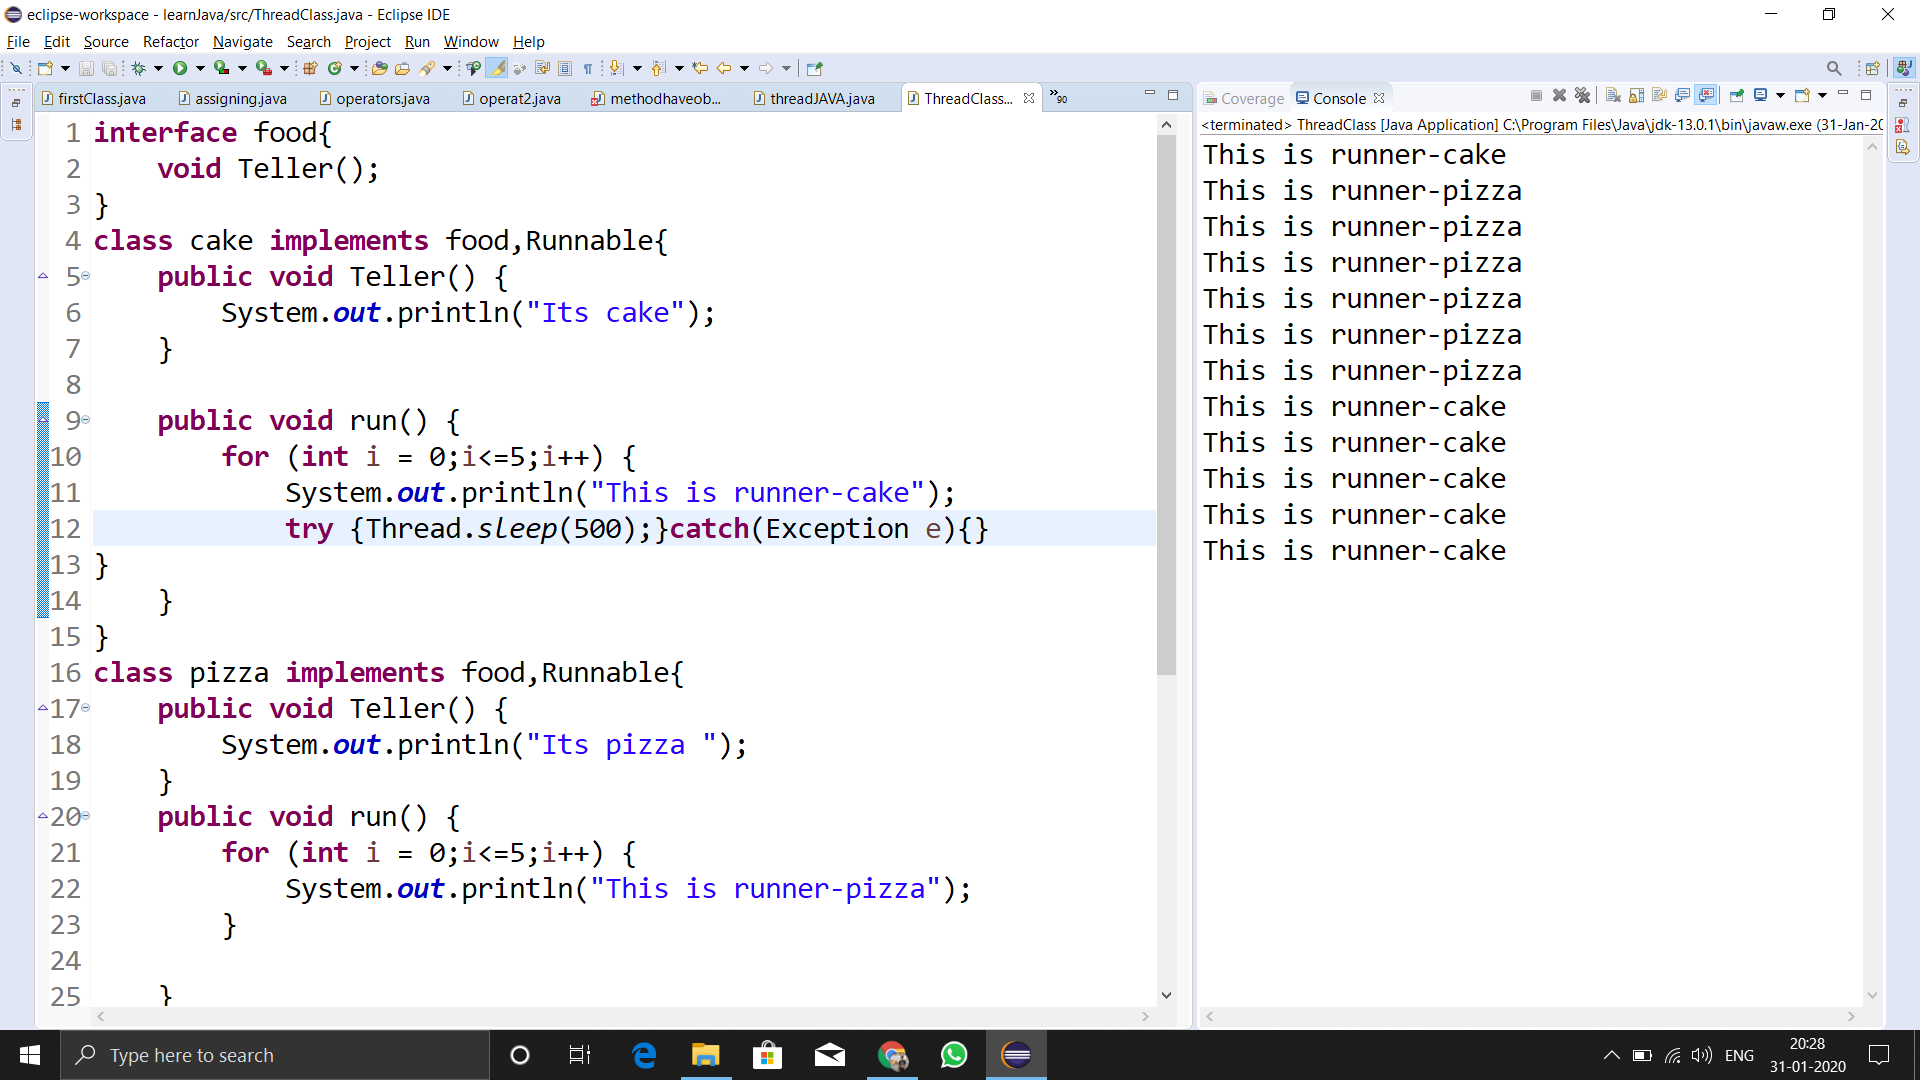 eclipse-workspace - learnJava/src/ThreadClass.java - Eclipse IDE
File Edit Source Refactor Navigate Search Project Run Window Help
firstClass.java assigning.java operators.java operat2.java methodhaveob... threadJAVA.java ThreadClass... »90
1 interface food{
2 void Teller();
3 }
4 class cake implements food,Runnable{
5 public void Teller() {
6 System.out.println("Its cake");
7 }
8
9 public void run() {
10 for (int i = 0;i<=5;i++) {
11 System.out.println("This is runner-cake");
12 try {Thread.sleep(500);}catch(Exception e){}
13 }
14 }
15 }
16 class pizza implements food,Runnable{
17 public void Teller() {
18 System.out.println("Its pizza ");
19 }
20 public void run() {
21 for (int i = 0;i<=5;i++) {
22 System.out.println("This is runner-pizza");
23 }
24
25 }
Coverage Console
<terminated> ThreadClass [Java Application] C:\Program Files\Java\jdk-13.0.1\bin\javaw.exe (31-Jan-20
This is runner-cake
This is runner-pizza
This is runner-pizza
This is runner-pizza
This is runner-pizza
This is runner-pizza
This is runner-pizza
This is runner-cake
This is runner-cake
This is runner-cake
This is runner-cake
This is runner-cake
Type here to search
ENG
20:28
31-01-2020